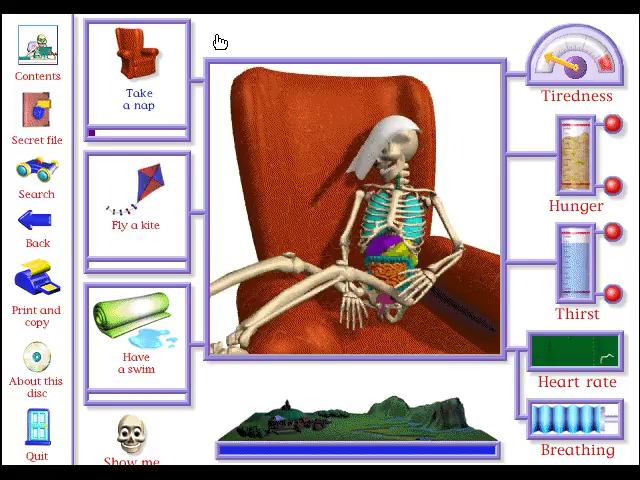 Contents
Secret file
Search
Back
Print and
copy
About this
disc
Quit
Take
a nap
Fly a kite
Have
a swim
Show me
Tiredness
Hunger
Thirst
Heart rate
Breathing